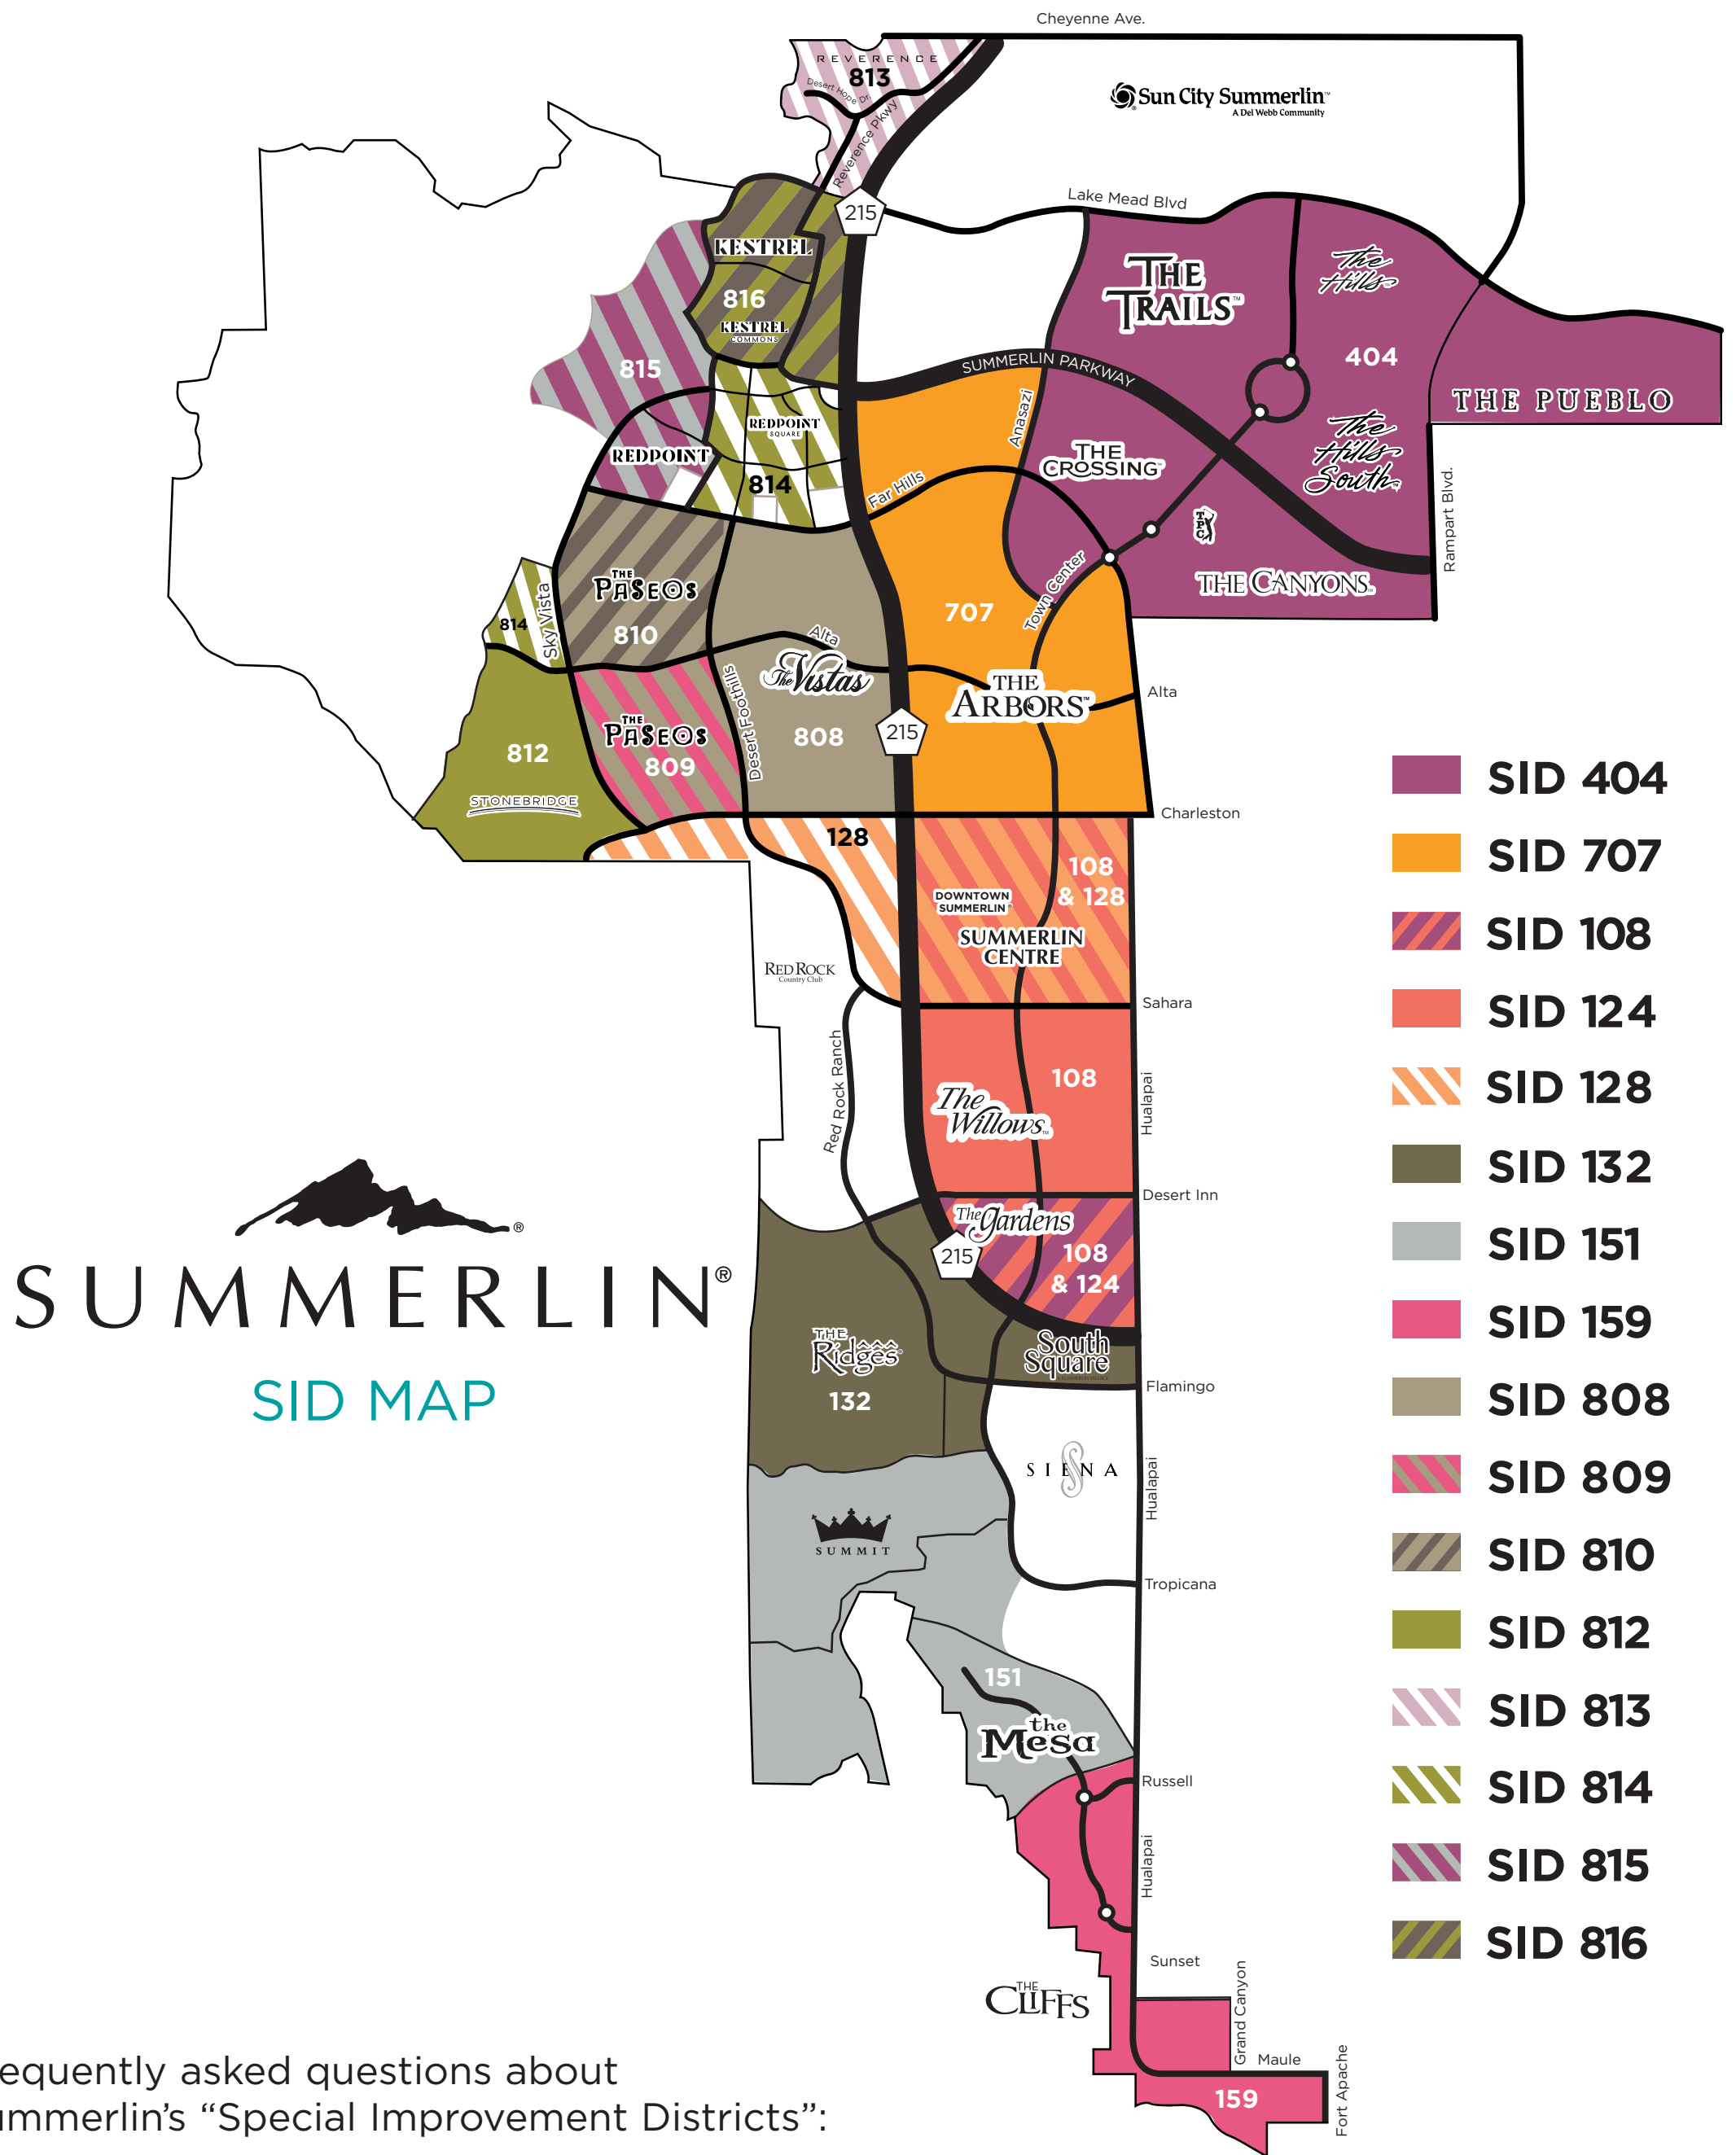 Cheyenne Ave.
REVERENCE
813
Desert Hope Dr.
Reverence Pkwy
Sun City Summerlin™
A Del Webb Community
Lake Mead Blvd
215
KESTREL
816
KESTREL
COMMONS
THE
TRAILS™
The
Hills
404
815
SUMMERLIN PARKWAY
THE PUEBLO
REDPOINT
SQUARE
Anasazi
THE
CROSSING
The
Hills
South
REDPOINT
814
Far Hills
TPC
Rampart Blvd.
THE CANYONS
THE
PASEOS
810
814
Sky Vista
707
Town Center
Alta
The Vistas
808
Desert Foothills
THE
ARBORS™
Alta
215
THE
PASEOS
809
812
STONEBRIDGE
Charleston
128
108
& 128
DOWNTOWN
SUMMERLIN®
SUMMERLIN
CENTRE
RED ROCK
Country Club
Sahara
Red Rock Ranch
108
The
Willows
Hualapai
Desert Inn
The Gardens
215
108
& 124
THE
Ridges
132
South
Square
Flamingo
SIENA
Hualapai
SUMMIT
Tropicana
151
the
Mesa
Russell
Hualapai
Sunset
THE
CLIFFS
Grand Canyon
Maule
159
Fort Apache
®
SUMMERLIN®
SID MAP
SID 404
SID 707
SID 108
SID 124
SID 128
SID 132
SID 151
SID 159
SID 808
SID 809
SID 810
SID 812
SID 813
SID 814
SID 815
SID 816
equently asked questions about
ummerlin's “Special Improvement Districts”: